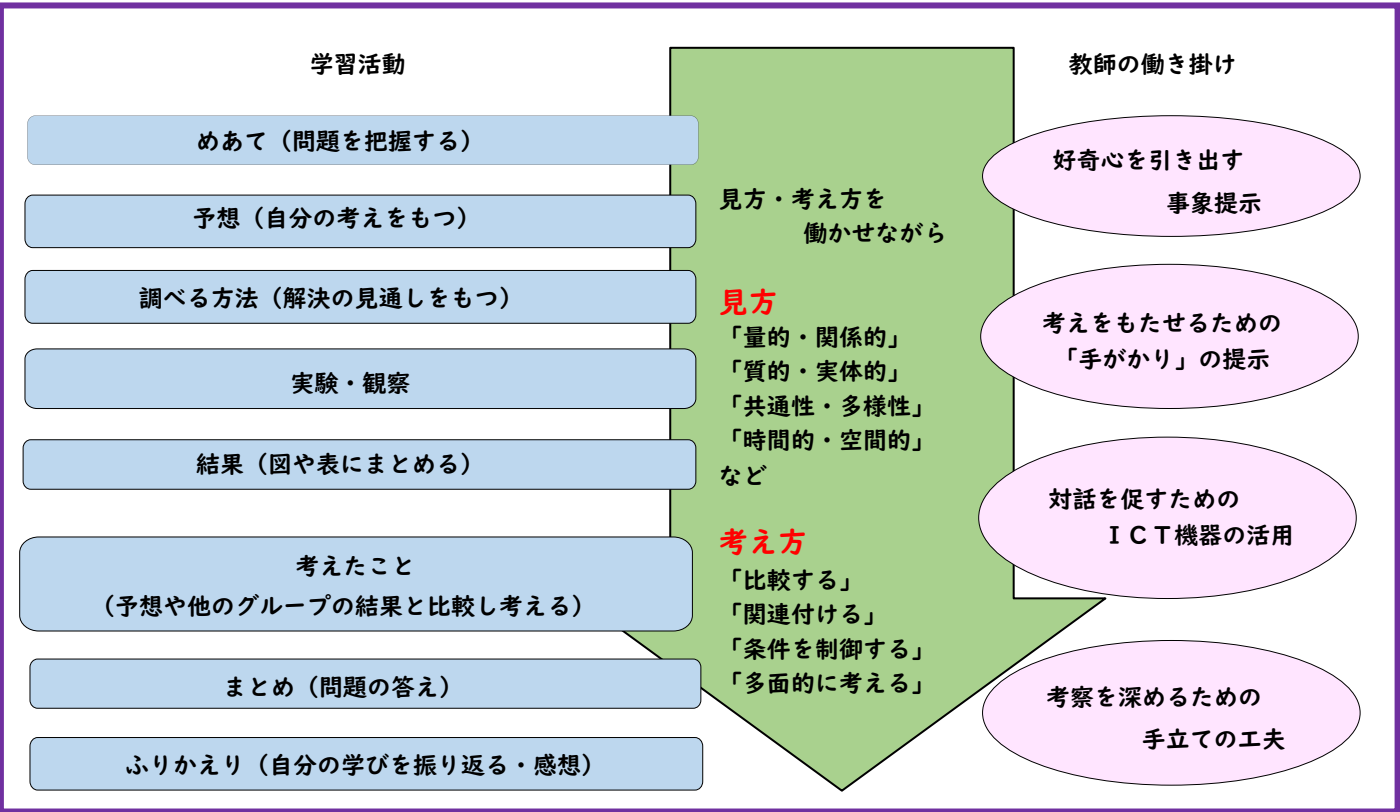 学習活動
めあて（問題を把握する）
予想（自分の考えをもつ）
調べる方法（解決の見通しをもつ）
実験・観察
結果（図や表にまとめる）
考えたこと
（予想や他のグループの結果と比較し考える）
まとめ（問題の答え）
ふりかえり（自分の学びを振り返る・感想）
見方・考え方を
働かせながら
見方
「量的・関係的」
「質的・実体的」
「共通性・多様性」
「時間的・空間的」
など
考え方
「比較する」
「関連付ける」
「条件を制御する」
「多面的に考える」
教師の働き掛け
好奇心を引き出す
事象提示
考えをもたせるための
「手がかり」の提示
対話を促すための
ＩＣＴ機器の活用
考察を深めるための
手立ての工夫